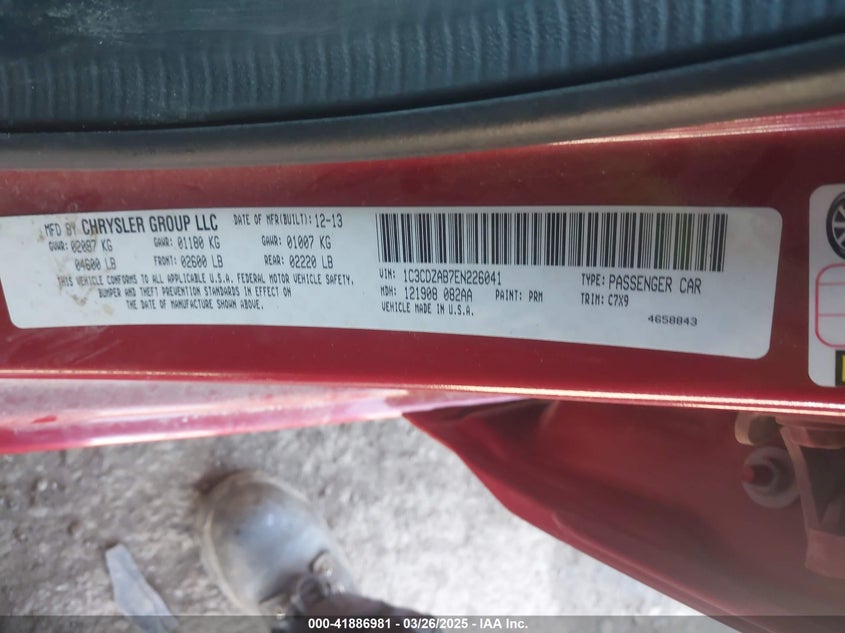 MFD BY CHRYSLER GROUP LLC DATE OF MFR(BUILT): 12-13
GVWR: 02087 KG GAWR: 01180 KG GAWR: 01007 KG
04600 LB FRONT: 02600 LB REAR: 02220 LB
THIS VEHICLE CONFORMS TO ALL APPLICABLE U.S.A. FEDERAL MOTOR VEHICLE SAFETY,
BUMPER AND THEFT PREVENTION STANDARDS IN EFFECT ON
THE DATE OF MANUFACTURE SHOWN ABOVE.
VIN: 1C3CDZAB7EN226041 TYPE: PASSENGER CAR
MDH: 121908 082AA PAINT: PRM TRIM: C7X9
VEHICLE MADE IN U.S.A.
4658843
000-41886981 - 03/26/2025 - IAA Inc.